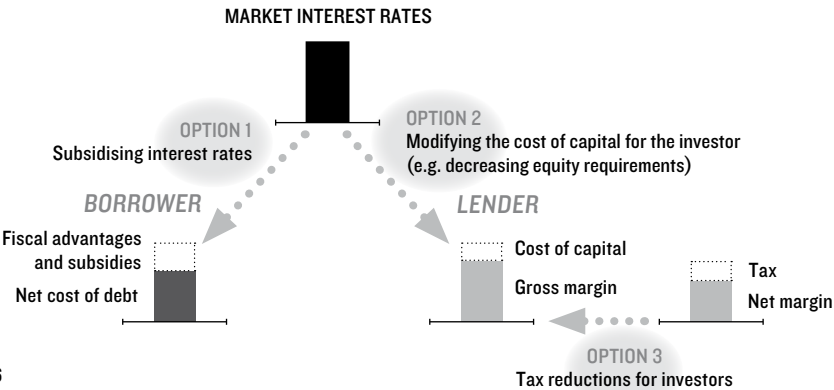 MARKET INTEREST RATES
OPTION 1
Subsidising interest rates
OPTION 2
Modifying the cost of capital for the investor
(e.g. decreasing equity requirements)
BORROWER
Fiscal advantages
and subsidies
Net cost of debt
LENDER
Cost of capital
Gross margin
Tax
Net margin
OPTION 3
Tax reductions for investors